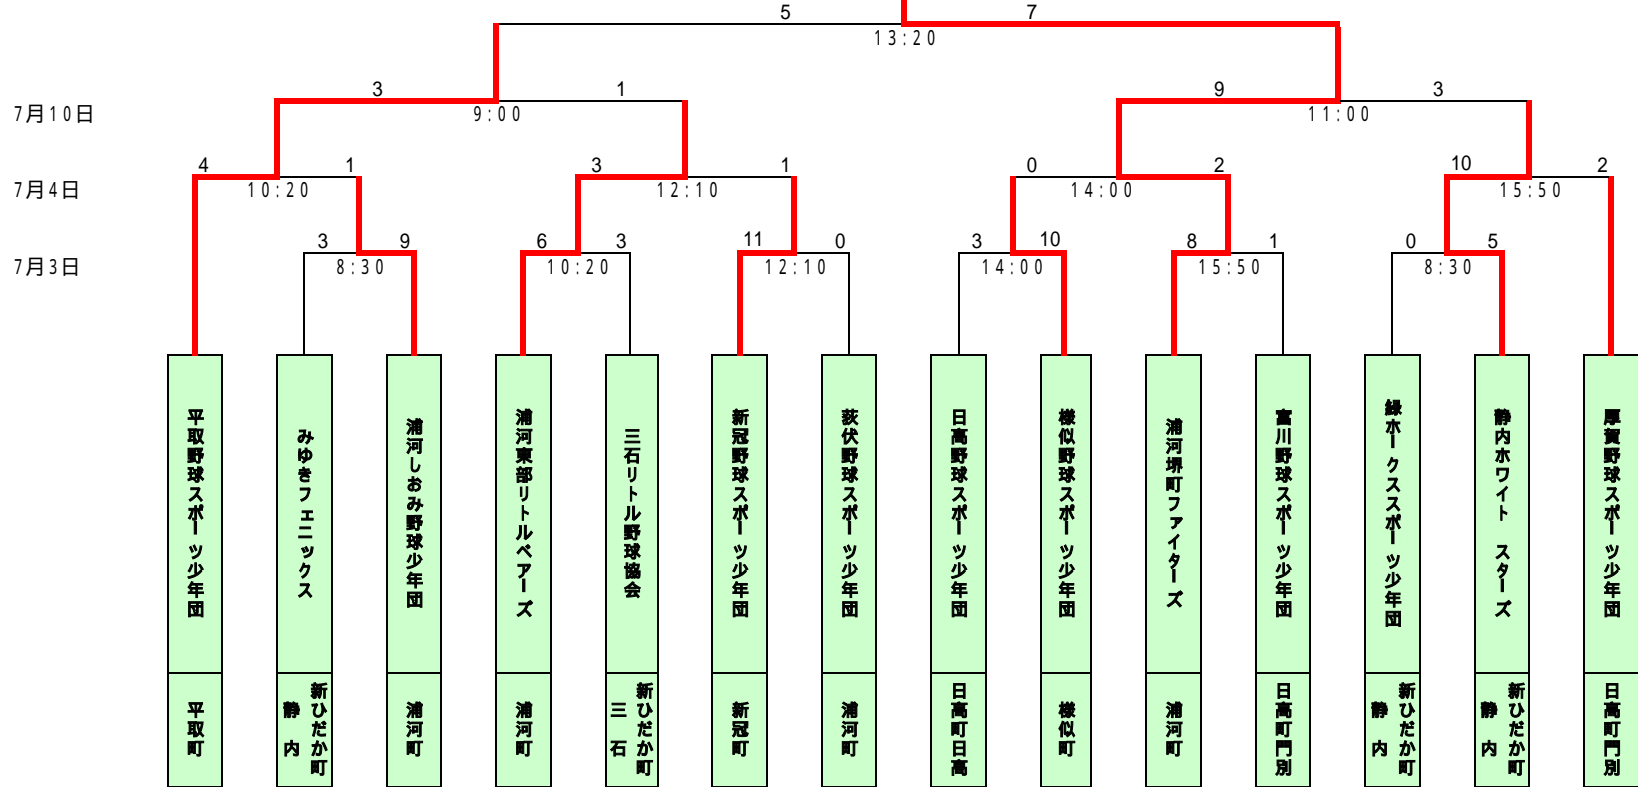 5 7
13:20
3 1 9 3
7月10日 9:00 11:00
4 1 3 1 0 2 10 2
7月4日 10:20 12:10 14:00 15:50
3 9 6 3 11 0 3 10 8 1 0 5
7月3日 8:30 10:20 12:10 14:00 15:50 8:30
平取野球スポーツ少年団
みゆきフェニックス
浦河しおみ野球少年団
浦河東部リトルベアーズ
三石リトル野球協会
新冠野球スポーツ少年団
荻伏野球スポーツ少年団
日高野球スポーツ少年団
様似野球スポーツ少年団
浦河堺町ファイターズ
富川野球スポーツ少年団
緑ホークススポーツ少年団
静内ホワイト スターズ
厚賀野球スポーツ少年団
平取町
新ひだか町
静内
浦河町
浦河町
新ひだか町
三石
新冠町
浦河町
日高町日高
様似町
浦河町
日高町門別
新ひだか町
静内
新ひだか町
静内
日高町門別